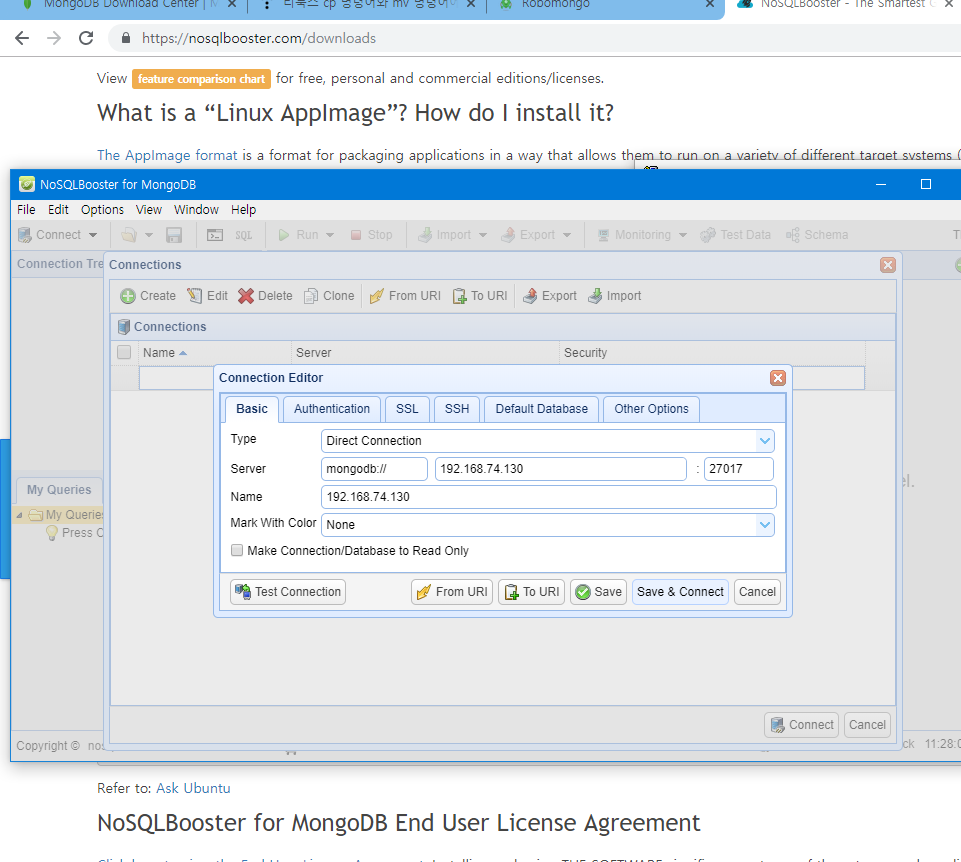 MongoDB Download Center | M
리눅스 cp 명령어와 mv 명령어
Robomongo
NoSQLBooster - The Smartest
https://nosqlbooster.com/downloads
View feature comparison chart for free, personal and commercial editions/licenses.
What is a “Linux AppImage”? How do I install it?
The AppImage format is a format for packaging applications in a way that allows them to run on a variety of different target systems (
NoSQLBooster for MongoDB
File Edit Options View Window Help
Connect SQL Run Stop Import Export Monitoring Test Data Schema
Connection Tre
Connections
Create Edit Delete Clone From URI To URI Export Import
Connections
Name Server Security
Connection Editor
Basic Authentication SSL SSH Default Database Other Options
Type Direct Connection
Server mongodb:// 192.168.74.130 : 27017
Name 192.168.74.130
Mark With Color None
Make Connection/Database to Read Only
Test Connection From URI To URI Save Save & Connect Cancel
My Queries
My Querie
Press C
Connect Cancel
Copyright © nos
ck 11:28:0
Refer to: Ask Ubuntu
NoSQLBooster for MongoDB End User License Agreement